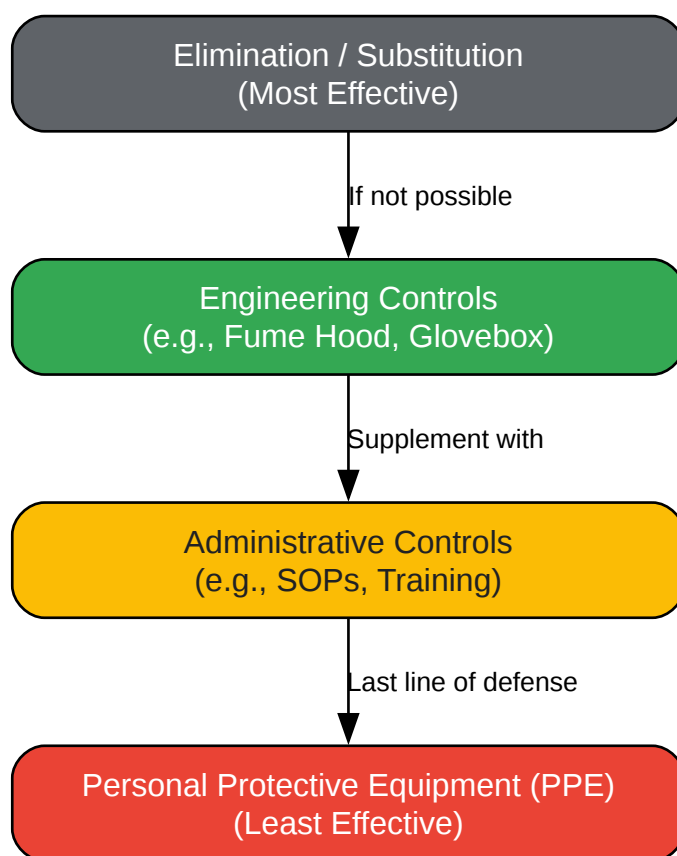 Elimination / Substitution
(Most Effective)
If not possible
Engineering Controls
(e.g., Fume Hood, Glovebox)
Supplement with
Administrative Controls
(e.g., SOPs, Training)
Last line of defense
Personal Protective Equipment (PPE)
(Least Effective)